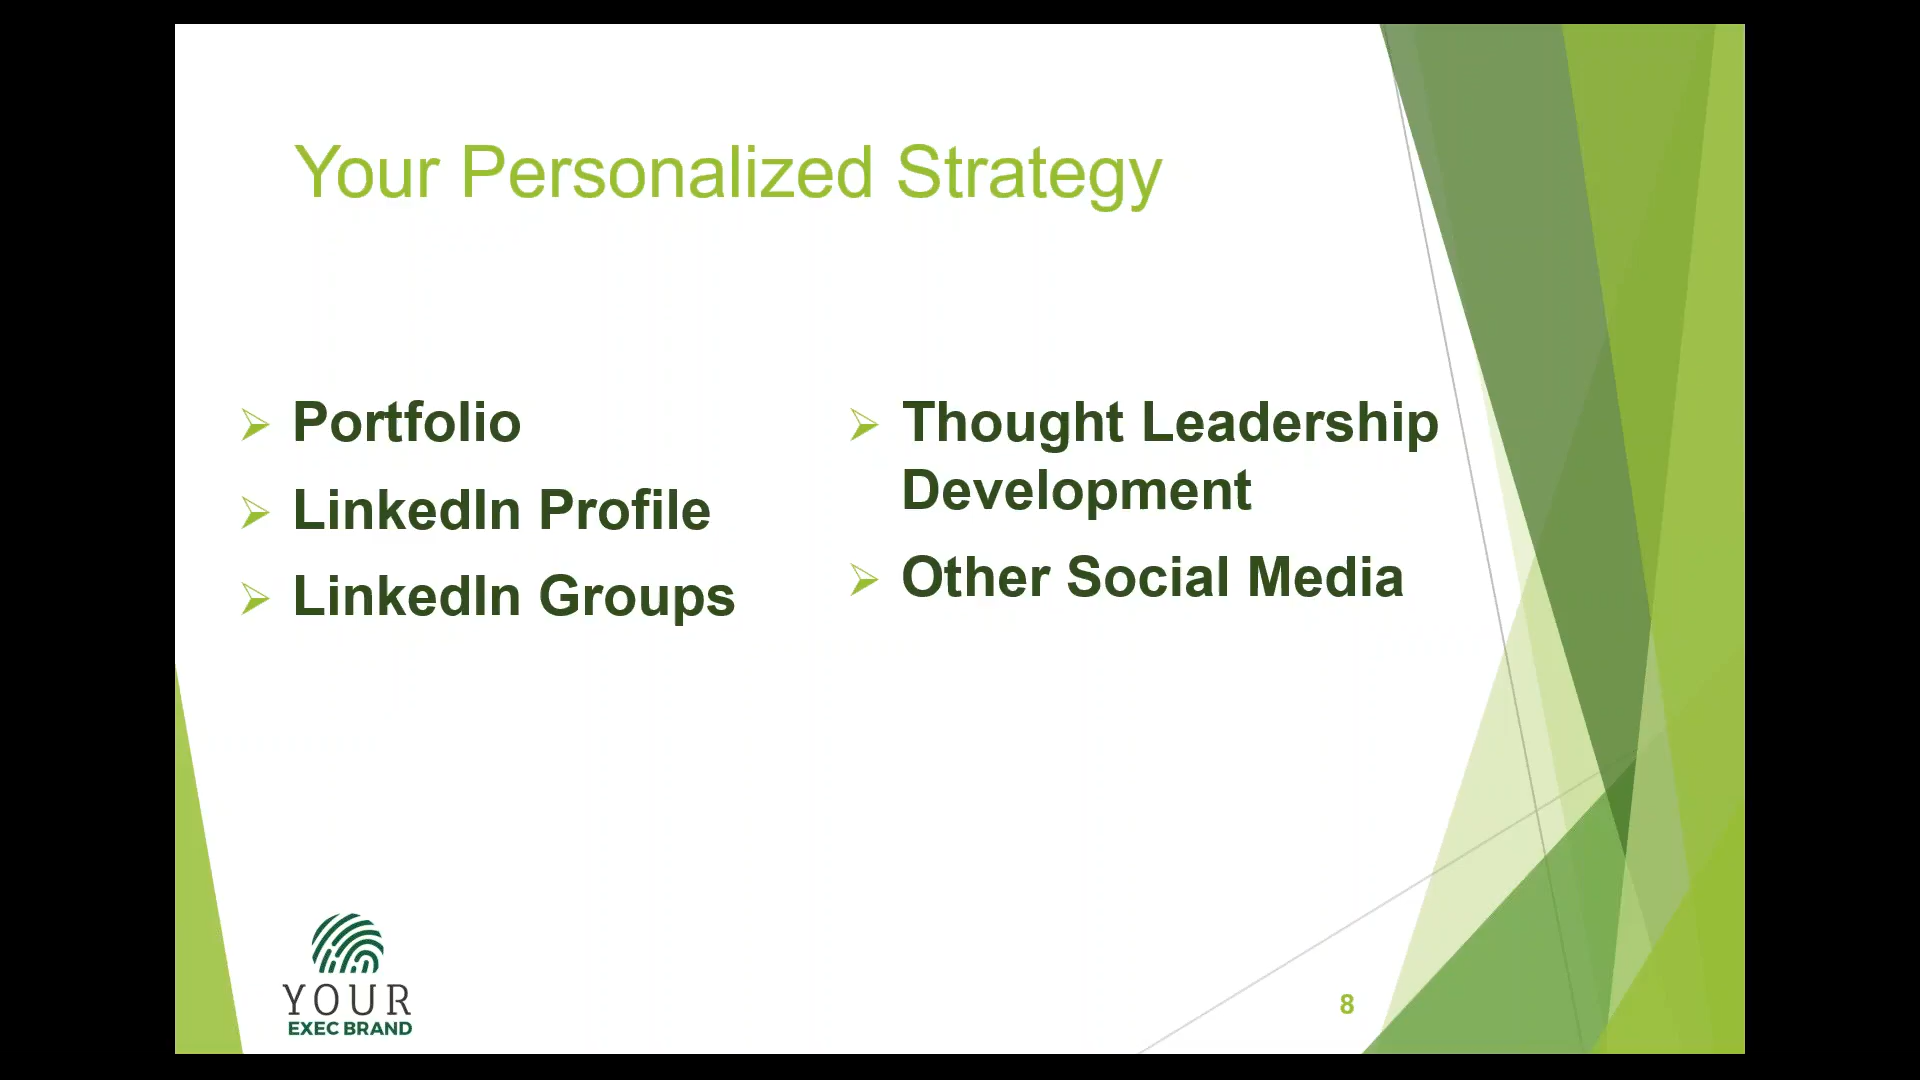 Your Personalized Strategy
Portfolio
LinkedIn Profile
LinkedIn Groups
Thought Leadership
Development
Other Social Media
YOUR
EXEC BRAND
8